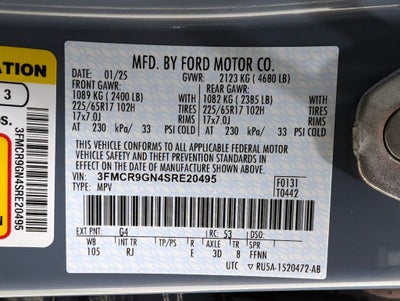 ATION
3
OS.
3FMCR9GN4SRE20495
MFD. BY FORD MOTOR CO.
DATE: 01/25 GVWR: 2123 KG (4680 LB)
FRONT GAWR: REAR GAWR:
1089 KG (2400 LB) WITH 1082 KG (2385 LB) WITH
225/65R17 102H TIRES 225/65R17 102H TIRES
17x7.0J RIMS 17x7.0J RIMS
AT 230 kPa/ 33 PSI COLD AT 230 kPa/ 33 PSI COLD
THIS VEHICLE CONFORMS TO ALL APPLICABLE FEDERAL MOTOR
VEHICLE SAFETY AND THEFT PREVENTION STANDARDS IN
EFFECT ON THE DATE OF MANUFACTURE SHOWN ABOVE.
VIN: 3FMCR9GN4SRE20495 F0131
TYPE: MPV T0442
EXT PNT: G4 RC: 53 DSO:
WB INT TR TP/PS R AXLE TR SPR
105 RJ E 3D 8 FFNN
UTC ▽ RU5A-1520472-AB